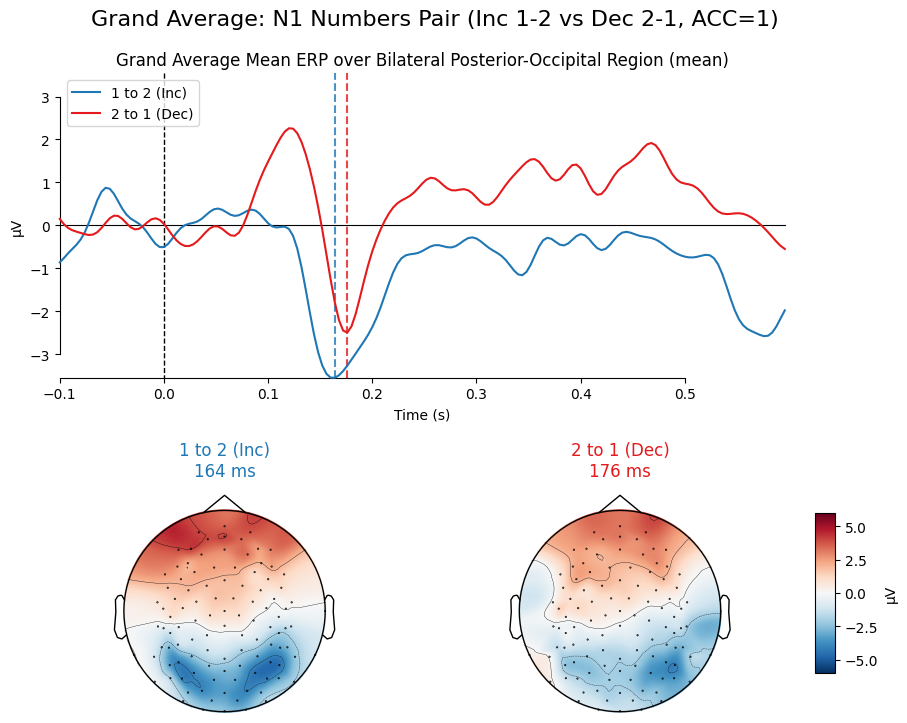 Grand Average: N1 Numbers Pair (Inc 1-2 vs Dec 2-1, ACC=1)
Grand Average Mean ERP over Bilateral Posterior-Occipital Region (mean)
1 to 2 (Inc)
2 to 1 (Dec)
3
2
1
0
−1
−2
−3
µV
−0.1 0.0 0.1 0.2 0.3 0.4 0.5
Time (s)
1 to 2 (Inc)
164 ms
2 to 1 (Dec)
176 ms
5.0
2.5
0.0
−2.5
−5.0
µV